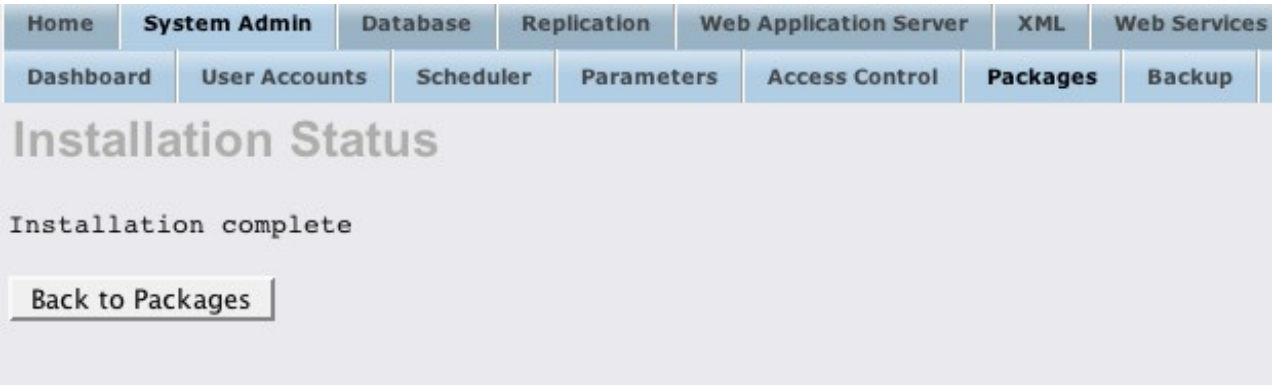 Home System Admin Database Replication Web Application Server XML Web Services
Dashboard User Accounts Scheduler Parameters Access Control Packages Backup
Installation Status
Installation complete
Back to Packages